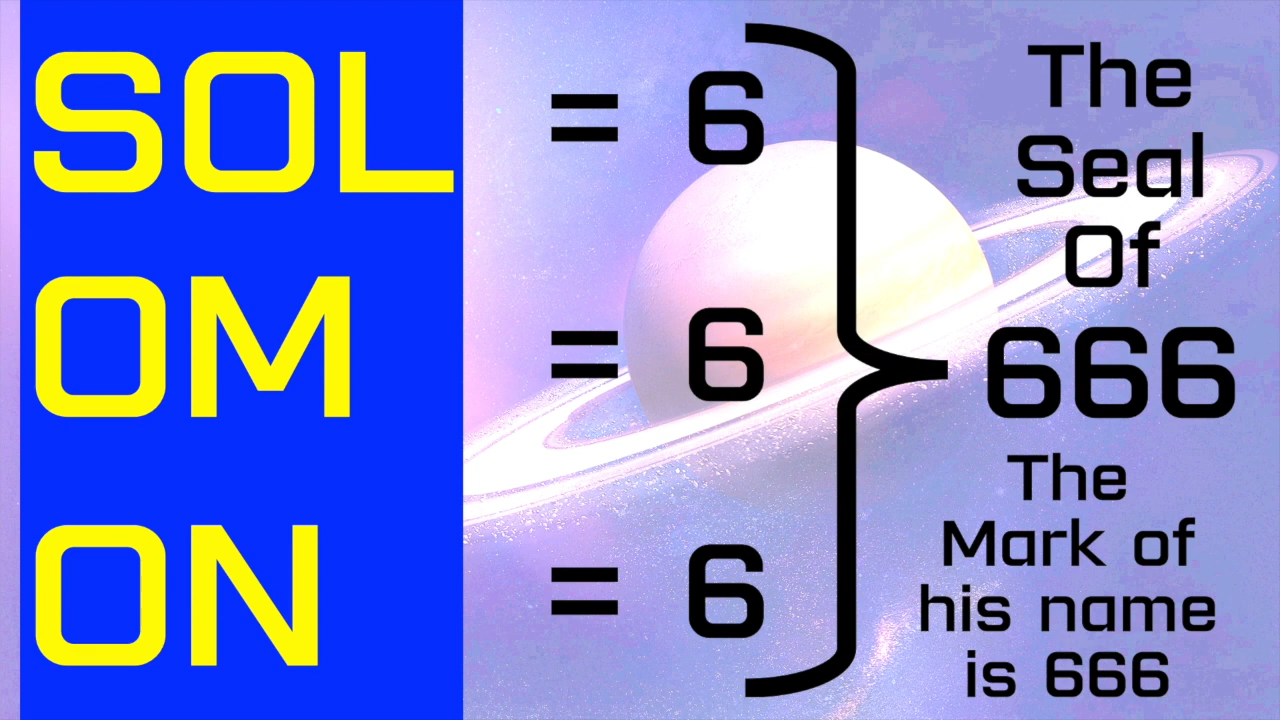 SOL = 6
OM = 6
ON = 6
The
Seal
Of
666
The
Mark of
his name
is 666